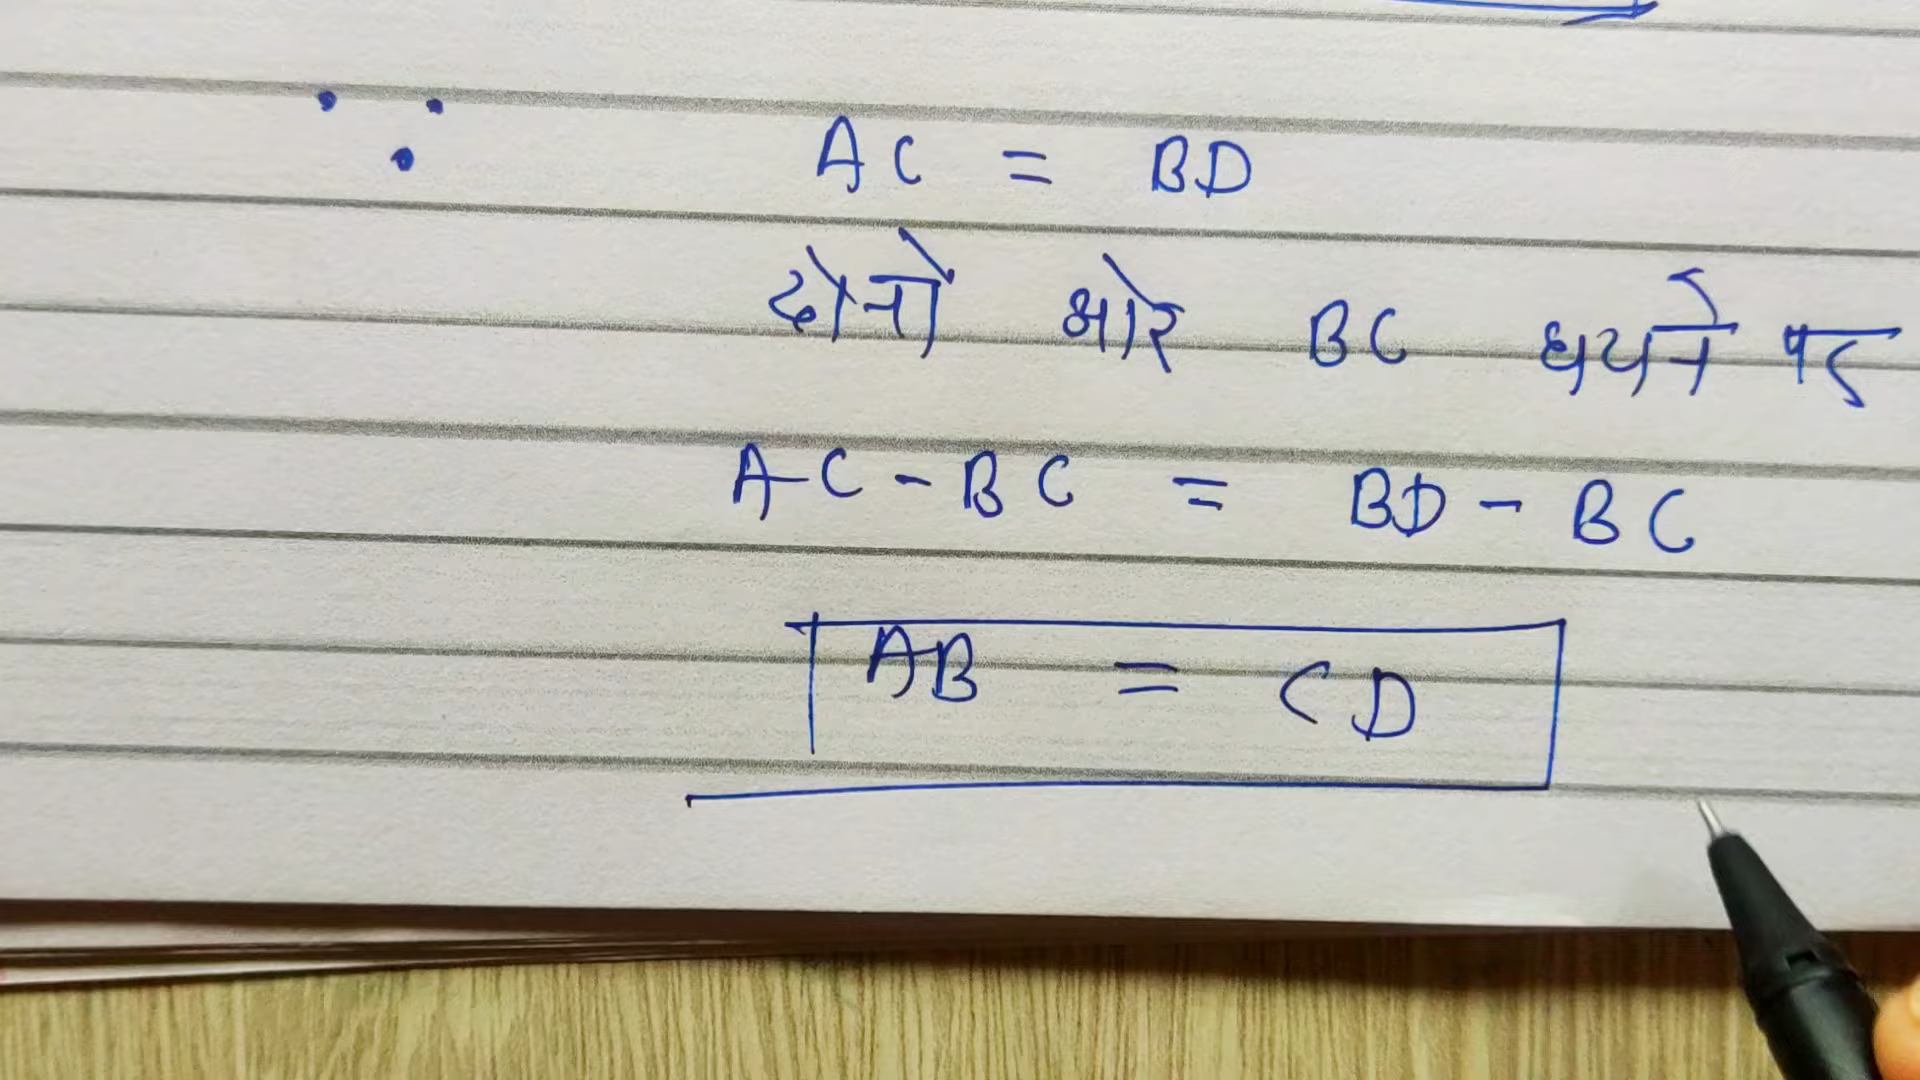 ∵ AC = BD
दोनों ओर BC घटाने पर
AC - BC = BD - BC
AB = CD